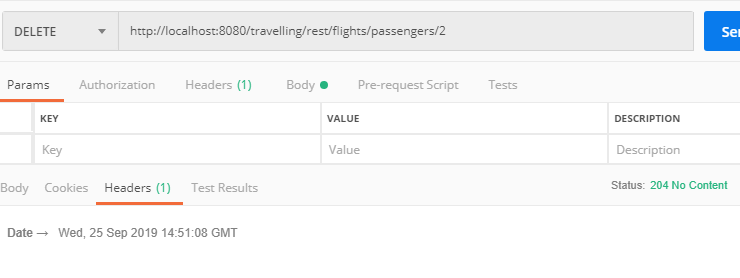 DELETE http://localhost:8080/travelling/rest/flights/passengers/2
Params Authorization Headers (1) Body Pre-request Script Tests
KEY VALUE DESCRIPTION
Key Value Description
Body Cookies Headers (1) Test Results Status: 204 No Content
Date → Wed, 25 Sep 2019 14:51:08 GMT